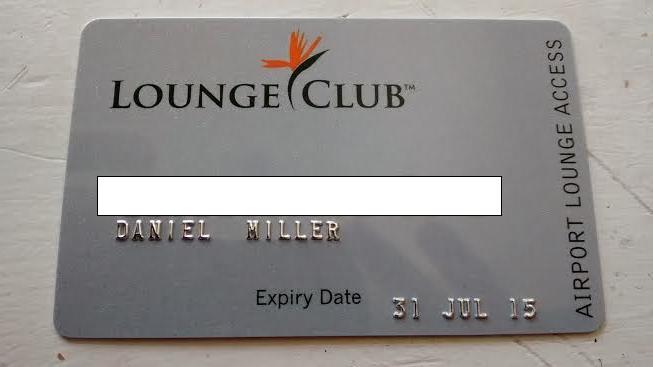 LOUNGE CLUB™
AIRPORT LOUNGE ACCESS
DANIEL MILLER
Expiry Date 31 JUL 15